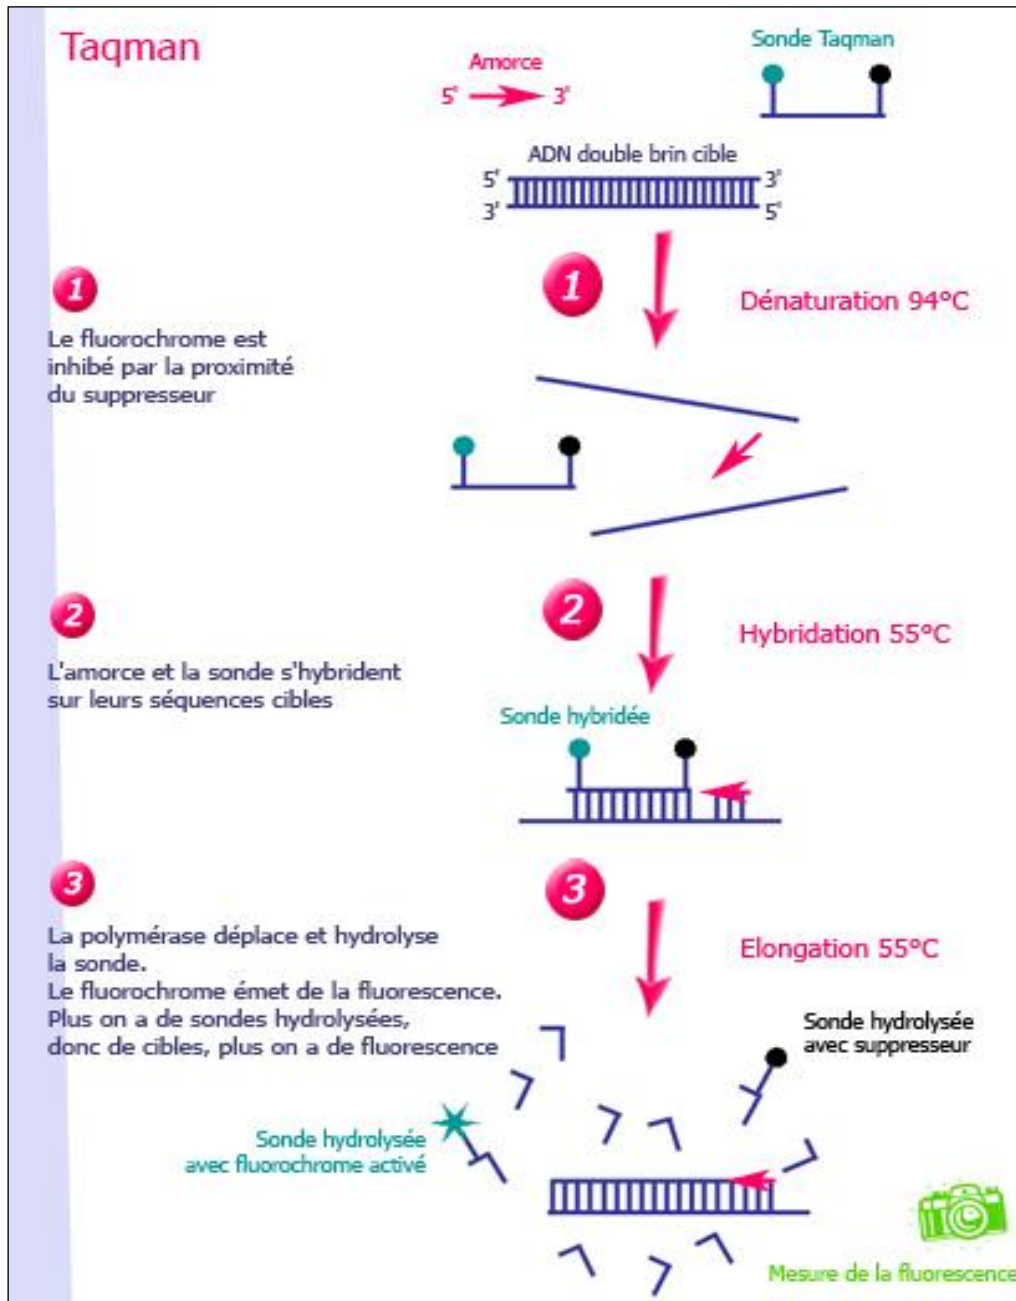 Taqman
Sonde Taqman
Amorce
5' 3'
ADN double brin cible
5' 3'
3' 5'
1
1
Dénaturation 94°C
Le fluorochrome est
inhibé par la proximité
du suppresseur
2
2
Hybridation 55°C
L'amorce et la sonde s'hybrident
sur leurs séquences cibles
Sonde hybridée
3
3
La polymérase déplace et hydrolyse
la sonde.
Le fluorochrome émet de la fluorescence.
Plus on a de sondes hydrolysées,
donc de cibles, plus on a de fluorescence
Elongation 55°C
Sonde hydrolysée
avec suppresseur
Sonde hydrolysée
avec fluorochrome activé
Mesure de la fluorescence